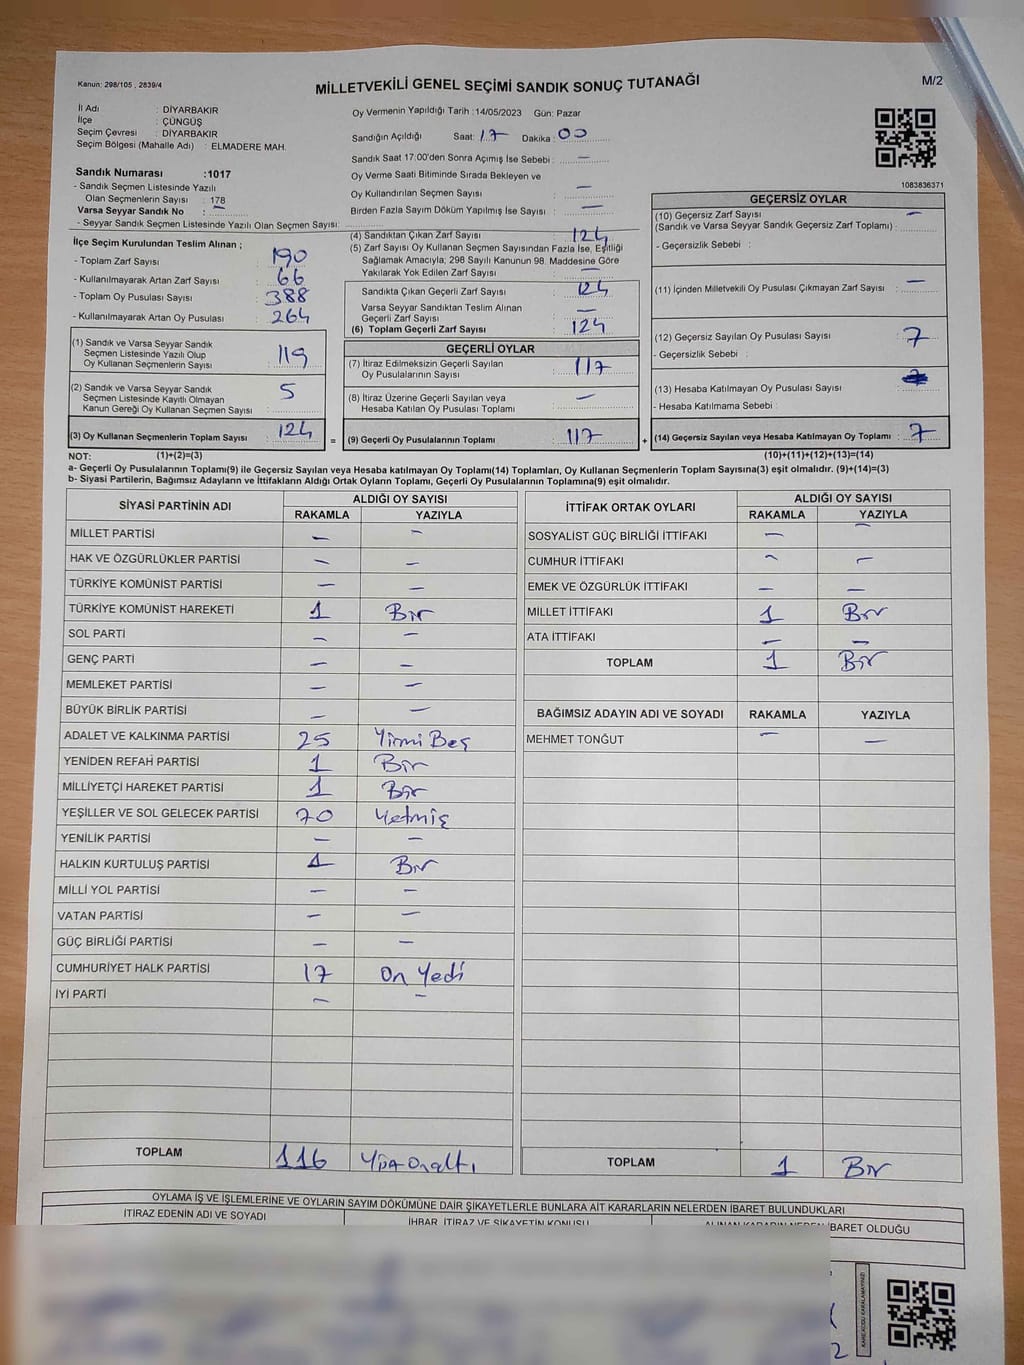 Kanun: 298/105 , 2839/4
MİLLETVEKİLİ GENEL SEÇİMİ SANDIK SONUÇ TUTANAĞI
M/2
İl Adı : DİYARBAKIR
İlçe : ÇÜNGÜŞ
Seçim Çevresi : DİYARBAKIR
Seçim Bölgesi (Mahalle Adı) : ELMADERE MAH.
Oy Vermenin Yapıldığı Tarih : 14/05/2023 Gün: Pazar
Sandığın Açıldığı Saat: 17 Dakika : 00
Sandık Saat 17:00'den Sonra Açımış İse Sebebi : —
Oy Verme Saati Bitiminde Sırada Bekleyen ve
Oy Kullandırılan Seçmen Sayısı —
Birden Fazla Sayım Döküm Yapılmış İse Sayısı : —
1083836371
Sandık Numarası :1017
- Sandık Seçmen Listesinde Yazılı
Olan Seçmenlerin Sayısı : 178
Varsa Seyyar Sandık No : —
- Seyyar Sandık Seçmen Listesinde Yazılı Olan Seçmen Sayısı:
İlçe Seçim Kurulundan Teslim Alınan ;
- Toplam Zarf Sayısı : 190
- Kullanılmayarak Artan Zarf Sayısı : 66
- Toplam Oy Pusulası Sayısı : 388
- Kullanılmayarak Artan Oy Pusulası : 264
(1) Sandık ve Varsa Seyyar Sandık
Seçmen Listesinde Yazılı Olup
Oy Kullanan Seçmenlerin Sayısı : 119
(2) Sandık ve Varsa Seyyar Sandık
Seçmen Listesinde Kayıtlı Olmayan
Kanun Gereği Oy Kullanan Seçmen Sayısı : 5
(3) Oy Kullanan Seçmenlerin Toplam Sayısı : 124
(4) Sandıktan Çıkan Zarf Sayısı : 124
(5) Zarf Sayısı Oy Kullanan Seçmen Sayısından Fazla İse, Eşitliği
Sağlamak Amacıyla; 298 Sayılı Kanunun 98. Maddesine Göre
Yakılarak Yok Edilen Zarf Sayısı : —
Sandıkta Çıkan Geçerli Zarf Sayısı : 124
Varsa Seyyar Sandıktan Teslim Alınan
Geçerli Zarf Sayısı : —
(6) Toplam Geçerli Zarf Sayısı : 124
GEÇERLİ OYLAR
(7) İtiraz Edilmeksizin Geçerli Sayılan
Oy Pusulalarının Sayısı : 117
(8) İtiraz Üzerine Geçerli Sayılan veya
Hesaba Katılan Oy Pusulası Toplamı : —
= (9) Geçerli Oy Pusulalarının Toplamı : 117
GEÇERSİZ OYLAR
(10) Geçersiz Zarf Sayısı —
(Sandık ve Varsa Seyyar Sandık Geçersiz Zarf Toplamı) :
- Geçersizlik Sebebi :
(11) İçinden Milletvekili Oy Pusulası Çıkmayan Zarf Sayısı : —
(12) Geçersiz Sayılan Oy Pusulası Sayısı : 7
- Geçersizlik Sebebi :
(13) Hesaba Katılmayan Oy Pusulası Sayısı :
- Hesaba Katılmama Sebebi :
+ (14) Geçersiz Sayılan veya Hesaba Katılmayan Oy Toplamı : 7
NOT: (1)+(2)=(3) (10)+(11)+(12)+(13)=(14)
a- Geçerli Oy Pusulalarının Toplamı(9) ile Geçersiz Sayılan veya Hesaba katılmayan Oy Toplamı(14) Toplamları, Oy Kullanan Seçmenlerin Toplam Sayısına(3) eşit olmalıdır. (9)+(14)=(3)
b- Siyasi Partilerin, Bağımsız Adayların ve İttifakların Aldığı Ortak Oyların Toplamı, Geçerli Oy Pusulalarının Toplamına(9) eşit olmalıdır.
SİYASİ PARTİNİN ADI ALDIĞI OY SAYISI
RAKAMLA YAZIYLA
MİLLET PARTİSİ — —
HAK VE ÖZGÜRLÜKLER PARTİSİ — —
TÜRKİYE KOMÜNİST PARTİSİ — —
TÜRKİYE KOMÜNİST HAREKETİ 1 Bir
SOL PARTİ — —
GENÇ PARTİ — —
MEMLEKET PARTİSİ — —
BÜYÜK BİRLİK PARTİSİ — —
ADALET VE KALKINMA PARTİSİ 25 Yirmi Beş
YENİDEN REFAH PARTİSİ 1 Bir
MİLLİYETÇİ HAREKET PARTİSİ 1 Bir
YEŞİLLER VE SOL GELECEK PARTİSİ 70 Yetmiş
YENİLİK PARTİSİ — —
HALKIN KURTULUŞ PARTİSİ 1 Bir
MİLLİ YOL PARTİSİ — —
VATAN PARTİSİ — —
GÜÇ BİRLİĞİ PARTİSİ — —
CUMHURİYET HALK PARTİSİ 17 On Yedi
İYİ PARTİ — —
TOPLAM 116
İTTİFAK ORTAK OYLARI ALDIĞI OY SAYISI
RAKAMLA YAZIYLA
SOSYALİST GÜÇ BİRLİĞİ İTTİFAKI — —
CUMHUR İTTİFAKI — —
EMEK VE ÖZGÜRLÜK İTTİFAKI — —
MİLLET İTTİFAKI 1 Bir
ATA İTTİFAKI — —
TOPLAM 1 Bir
BAĞIMSIZ ADAYIN ADI VE SOYADI RAKAMLA YAZIYLA
MEHMET TONĞUT — —
TOPLAM 1 Bir
OYLAMA İŞ VE İŞLEMLERİNE VE OYLARIN SAYIM DÖKÜMÜNE DAİR ŞİKAYETLERLE BUNLARA AİT KARARLARIN NELERDEN İBARET BULUNDUKLARI
İTİRAZ EDENİN ADI VE SOYADI İHBAR, İTİRAZ VE ŞİKAYETİN KONUSU ALINAN KARARIN NEDEN İBARET OLDUĞU
KARE KODU KARALAMAYINIZ!